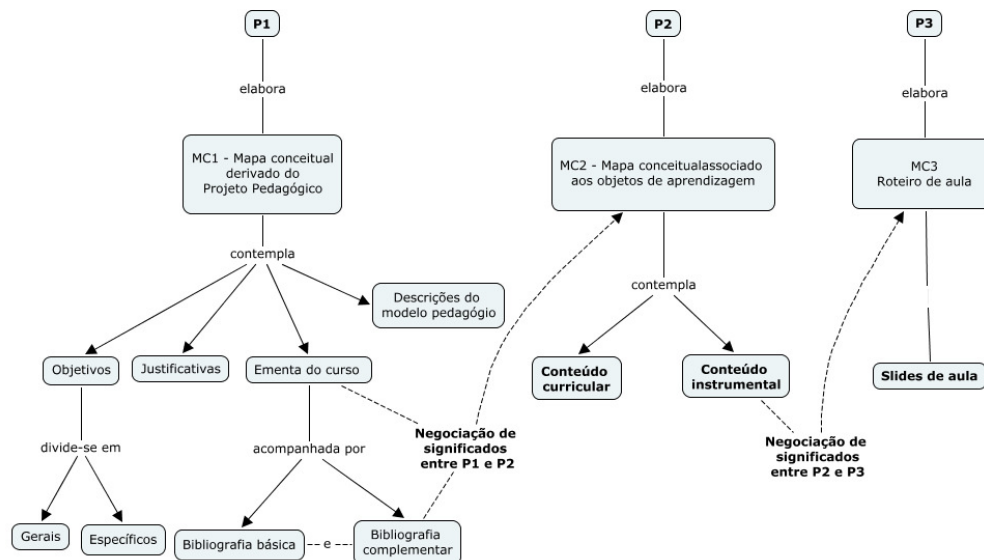 P1
P2
P3
elabora
elabora
elabora
MC1 - Mapa conceitual
derivado do
Projeto Pedagógico
MC2 - Mapa conceitualassociado
aos objetos de aprendizagem
MC3
Roteiro de aula
contempla
contempla
Descrições do
modelo pedagógio
Objetivos
Justificativas
Ementa do curso
Conteúdo
curricular
Conteúdo
instrumental
Slides de aula
divide-se em
acompanhada por
Negociação de
significados
entre P1 e P2
Negociação de
significados
entre P2 e P3
Gerais
Específicos
Bibliografia básica
e
Bibliografia
complementar